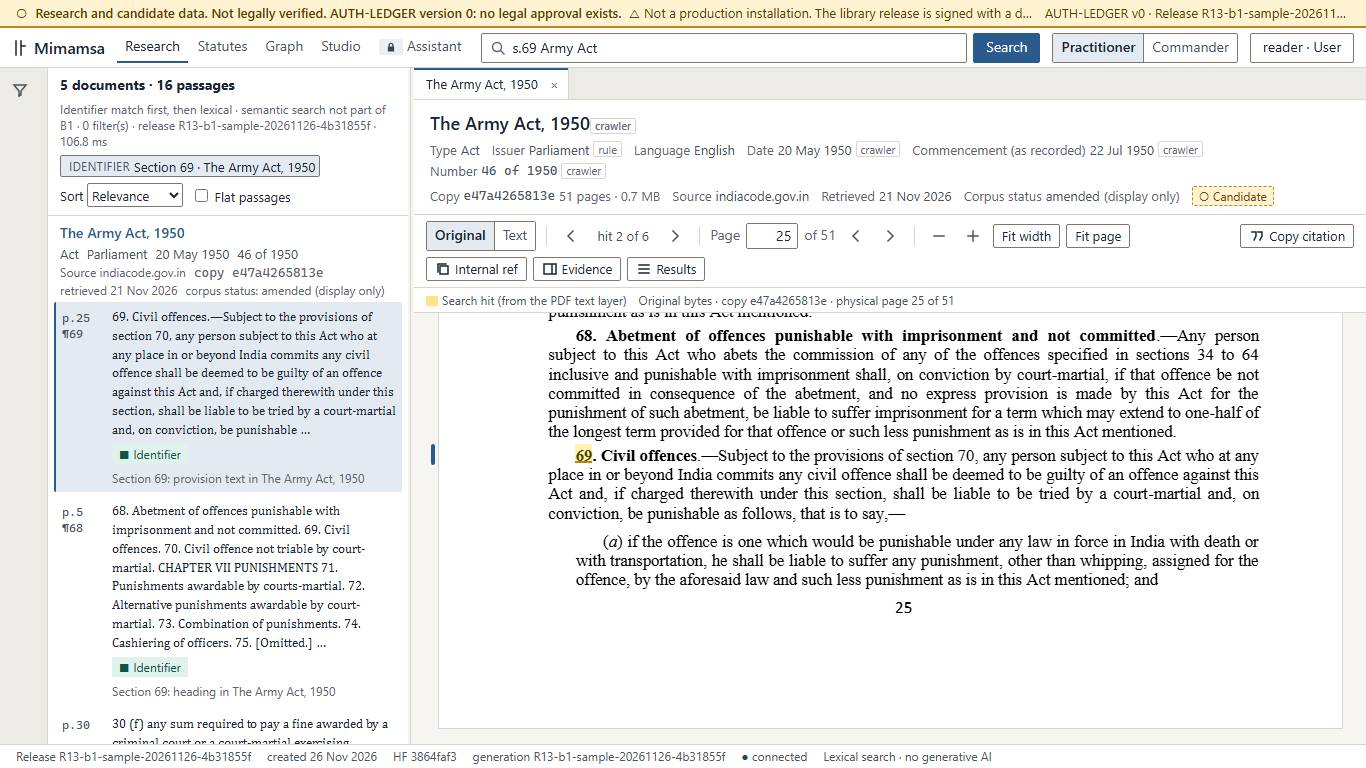 Research and candidate data. Not legally verified. AUTH-LEDGER version 0: no legal approval exists. ⚠ Not a production installation. The library release is signed with a d... AUTH-LEDGER v0 · Release R13-b1-sample-202611...
Mimamsa Research Statutes Graph Studio Assistant s.69 Army Act Search Practitioner Commander reader · User
5 documents · 16 passages
Identifier match first, then lexical · semantic search not part of
B1 · 0 filter(s) · release R13-b1-sample-20261126-4b31855f ·
106.8 ms
IDENTIFIER Section 69 · The Army Act, 1950
Sort Relevance Flat passages
The Army Act, 1950
Act Parliament 20 May 1950 46 of 1950
Source indiacode.gov.in copy e47a4265813e
retrieved 21 Nov 2026 corpus status: amended (display only)
p.25
¶69
69. Civil offences.—Subject to the provisions of
section 70, any person subject to this Act who at
any place in or beyond India commits any civil
offence shall be deemed to be guilty of an offence
against this Act and, if charged therewith under this
section, shall be liable to be tried by a court-martial
and, on conviction, be punishable ...
Identifier
Section 69: provision text in The Army Act, 1950
p.5
¶68
68. Abetment of offences punishable with
imprisonment and not committed. 69. Civil
offences. 70. Civil offence not triable by court-
martial. CHAPTER VII PUNISHMENTS 71.
Punishments awardable by courts-martial. 72.
Alternative punishments awardable by court-
martial. 73. Combination of punishments. 74.
Cashiering of officers. 75. [Omitted.] ...
Identifier
Section 69: heading in The Army Act, 1950
p.30
30 (f) any sum required to pay a fine awarded by a
criminal court or a court-martial exercising
The Army Act, 1950 ×
The Army Act, 1950 crawler
Type Act Issuer Parliament rule Language English Date 20 May 1950 crawler Commencement (as recorded) 22 Jul 1950 crawler
Number 46 of 1950 crawler
Copy e47a4265813e 51 pages · 0.7 MB Source indiacode.gov.in Retrieved 21 Nov 2026 Corpus status amended (display only) Candidate
Original Text hit 2 of 6 Page 25 of 51 Fit width Fit page Copy citation
Internal ref Evidence Results
Search hit (from the PDF text layer) Original bytes · copy e47a4265813e · physical page 25 of 51
punishment as is in this Act mentioned.
68. Abetment of offences punishable with imprisonment and not committed.—Any person
subject to this Act who abets the commission of any of the offences specified in sections 34 to 64
inclusive and punishable with imprisonment shall, on conviction by court-martial, if that offence be not
committed in consequence of the abetment, and no express provision is made by this Act for the
punishment of such abetment, be liable to suffer imprisonment for a term which may extend to one-half of
the longest term provided for that offence or such less punishment as is in this Act mentioned.
69. Civil offences.—Subject to the provisions of section 70, any person subject to this Act who at any
place in or beyond India commits any civil offence shall be deemed to be guilty of an offence against this
Act and, if charged therewith under this section, shall be liable to be tried by a court-martial and, on
conviction, be punishable as follows, that is to say,—
(a) if the offence is one which would be punishable under any law in force in India with death or
with transportation, he shall be liable to suffer any punishment, other than whipping, assigned for the
offence, by the aforesaid law and such less punishment as is in this Act mentioned; and
25
Release R13-b1-sample-20261126-4b31855f created 26 Nov 2026 HF 3864faf3 generation R13-b1-sample-20261126-4b31855f connected Lexical search · no generative AI